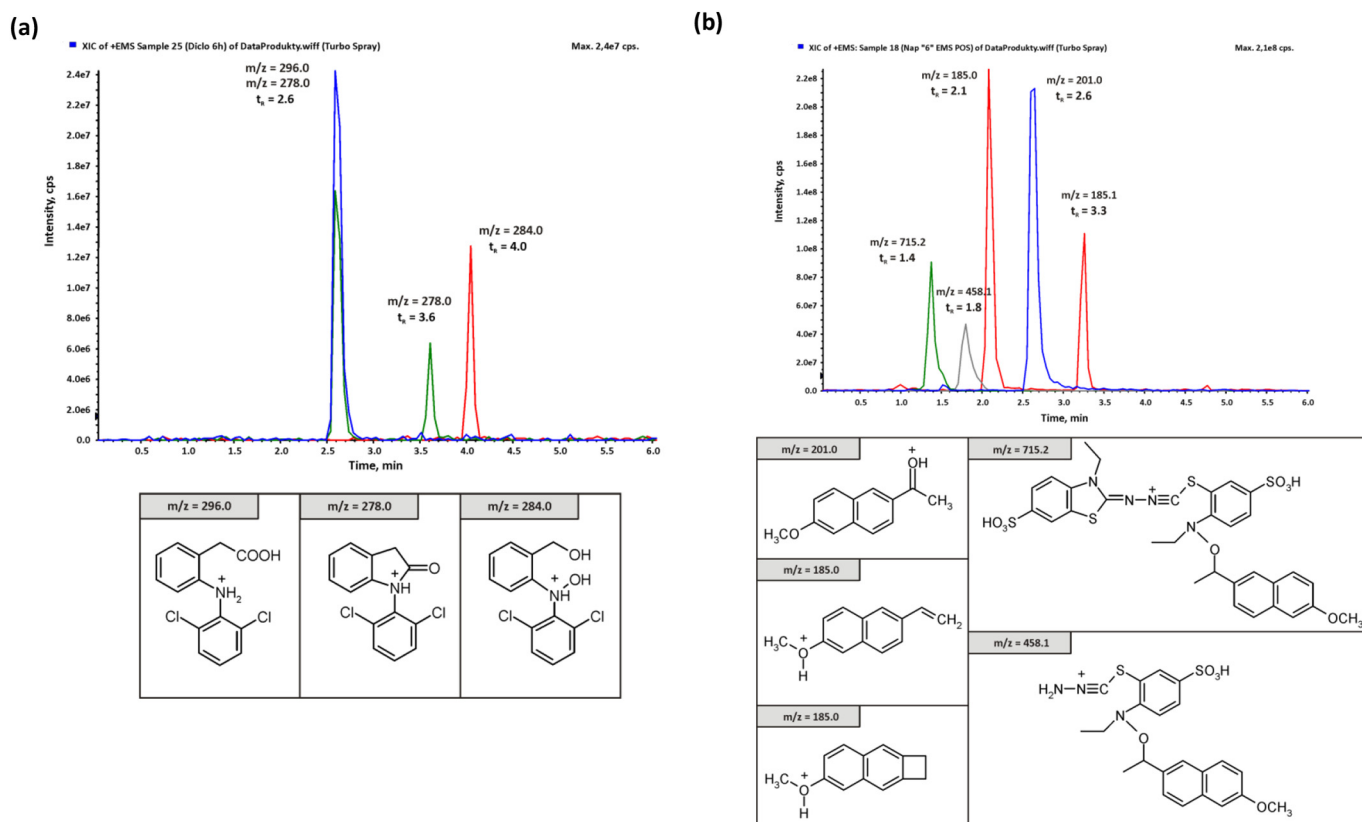 (a)
XIC of +EMS Sample 25 (Diclo 6h) of DataProdukty.wiff (Turbo Spray)
Max. 2,4e7 cps.
Intensity, cps
2.4e7
2.2e7
2.0e7
1.8e7
1.6e7
1.4e7
1.2e7
1.0e7
8.0e6
6.0e6
4.0e6
2.0e6
0.0
m/z = 296.0
m/z = 278.0
tR = 2.6
m/z = 278.0
tR = 3.6
m/z = 284.0
tR = 4.0
0.5 1.0 1.5 2.0 2.5 3.0 3.5 4.0 4.5 5.0 5.5 6.0
Time, min
m/z = 296.0
COOH
+
NH2
Cl Cl
m/z = 278.0
O
+
NH
Cl Cl
m/z = 284.0
OH
+ OH
NH
Cl Cl
(b)
XIC of +EMS: Sample 18 (Nap "6" EMS POS) of DataProdukty.wiff (Turbo Spray)
Max. 2,1e8 cps.
Intensity, cps
2.2e8
2.0e8
1.8e8
1.6e8
1.4e8
1.2e8
1.0e8
8.0e7
6.0e7
4.0e7
2.0e7
0.0
m/z = 715.2
tR = 1.4
m/z = 458.1
tR = 1.8
m/z = 185.0
tR = 2.1
m/z = 201.0
tR = 2.6
m/z = 185.1
tR = 3.3
0.5 1.0 1.5 2.0 2.5 3.0 3.5 4.0 4.5 5.0 5.5 6.0
Time, min
m/z = 201.0
+
OH
CH3
H3CO
m/z = 185.0
CH2
H3C +
O
H
m/z = 185.0
H3C +
O
H
m/z = 715.2
N
S
HO3S
N N C
+
S
SO3H
N
O
OCH3
m/z = 458.1
H2N N C
+
S
SO3H
N
O
OCH3